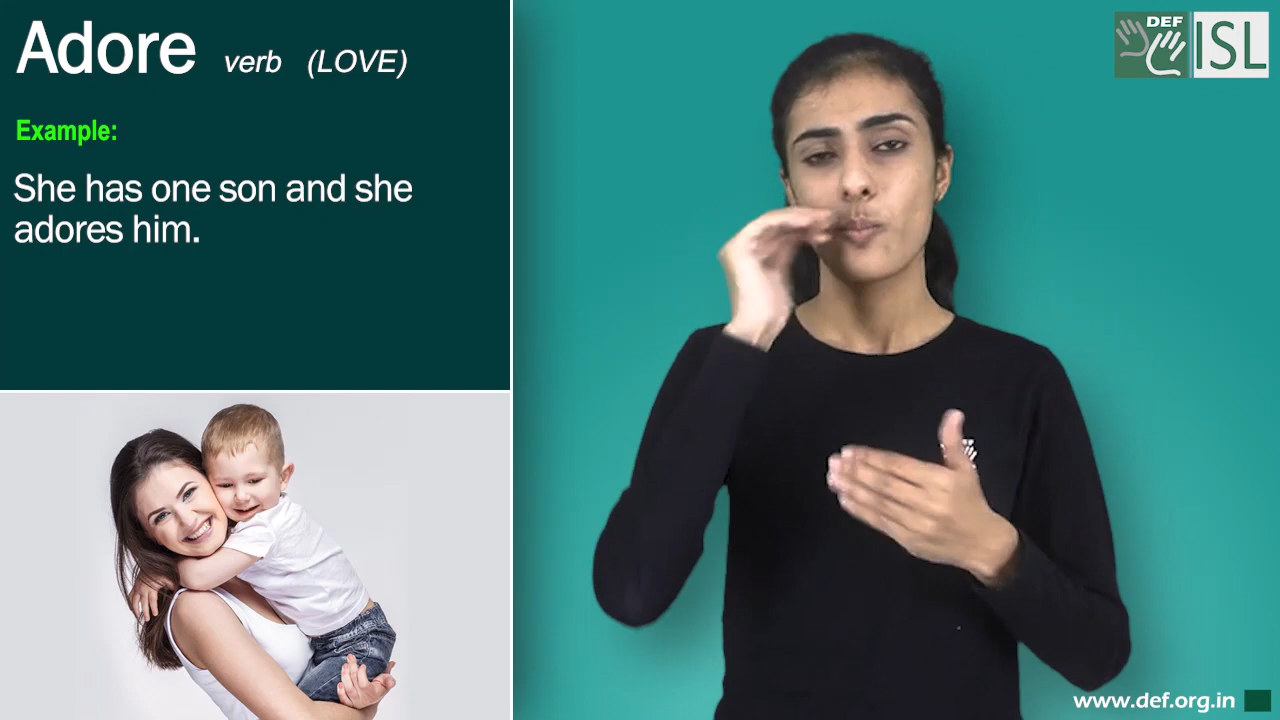 Adore verb (LOVE)
Example:
She has one son and she
adores him.
DEF
ISL
www.def.org.in